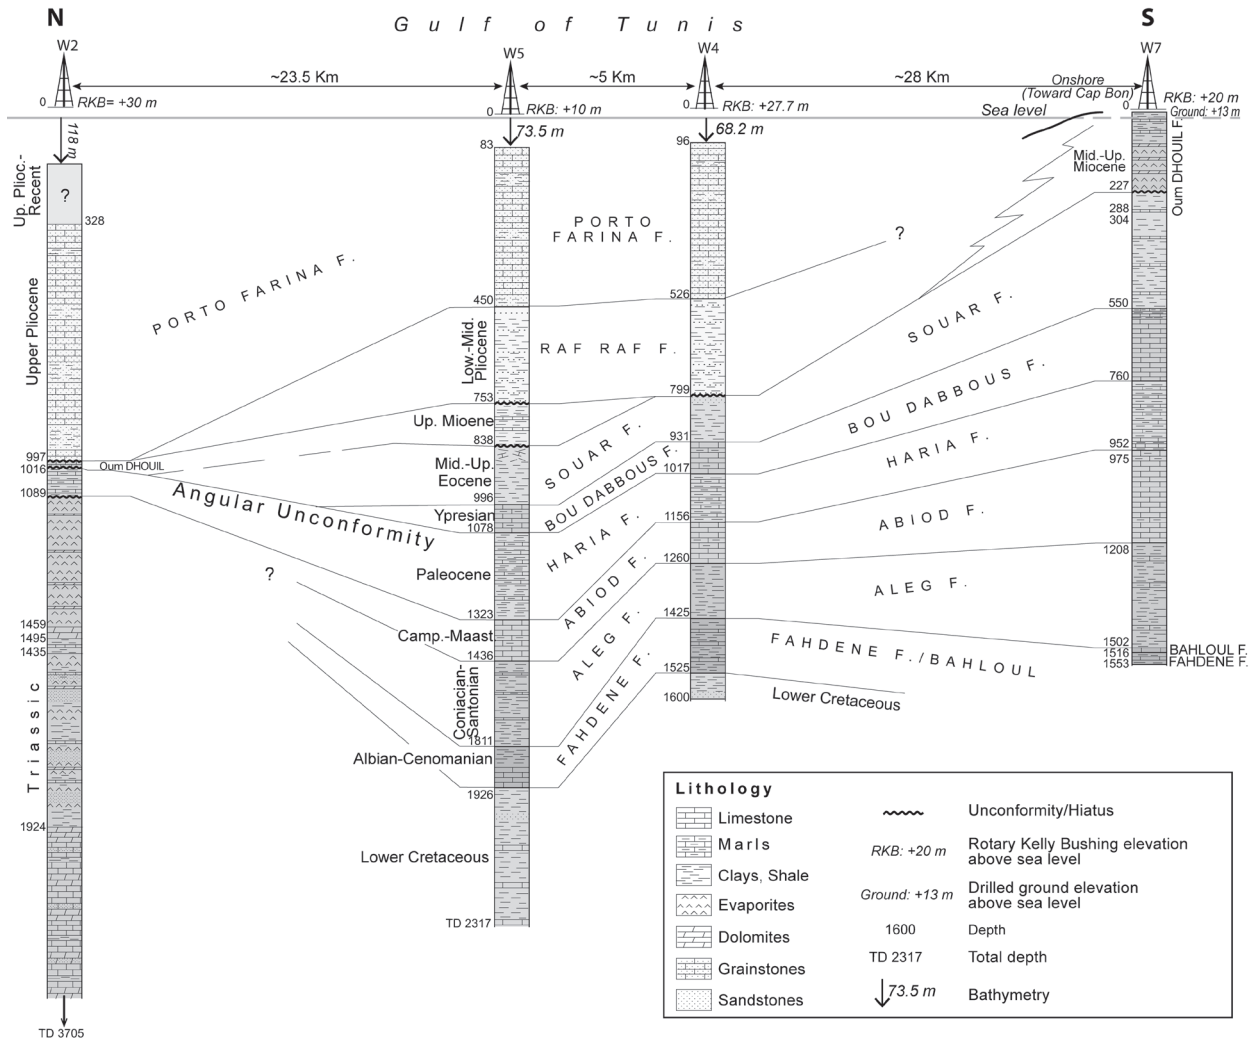 N
Gulf of Tunis
S
W2
W5
W4
W7
~23.5 Km
~5 Km
~28 Km
Onshore
(Toward Cap Bon)
0
RKB= +30 m
0
RKB: +10 m
0
RKB: +27.7 m
Sea level
0
RKB: +20 m
Ground: +13 m
118 m
73.5 m
68.2 m
83
96
Up. Plioc.-
Recent
?
328
Upper Pliocene
PORTO FARINA F.
PORTO
FARINA F.
Mid.-Up.
Miocene
Oum DHOUIL F.
227
288
304
?
450
526
550
Low.-Mid.
Pliocene
RAF RAF F.
SOUAR F.
753
799
760
Up. Mioene
838
931
952
975
BOU DABBOUS F.
HARIA F.
997
1016
Oum DHOUIL
1089
Angular Unconformity
Mid.-Up.
Eocene
996
Ypresian
1078
SOUAR F.
BOU DABBOUS F.
1017
1156
ABIOD F.
1208
?
Paleocene
HARIA F.
1260
ALEG F.
1323
ABIOD F.
1425
1459
1495
1435
Camp.-Maast
1436
ALEG F.
FAHDENE F./BAHLOUL
1502
1516
1553
BAHLOUL F.
FAHDENE F.
Coniacian-
Santonian
1525
FAHDENE F.
1600
Lower Cretaceous
Triassic
1811
Albian-Cenomanian
1926
1924
Lower Cretaceous
TD 2317
TD 3705
Lithology
Limestone
Marls
Clays, Shale
Evaporites
Dolomites
Grainstones
Sandstones
Unconformity/Hiatus
RKB: +20 m
Rotary Kelly Bushing elevation
above sea level
Ground: +13 m
Drilled ground elevation
above sea level
1600
Depth
TD 2317
Total depth
73.5 m
Bathymetry